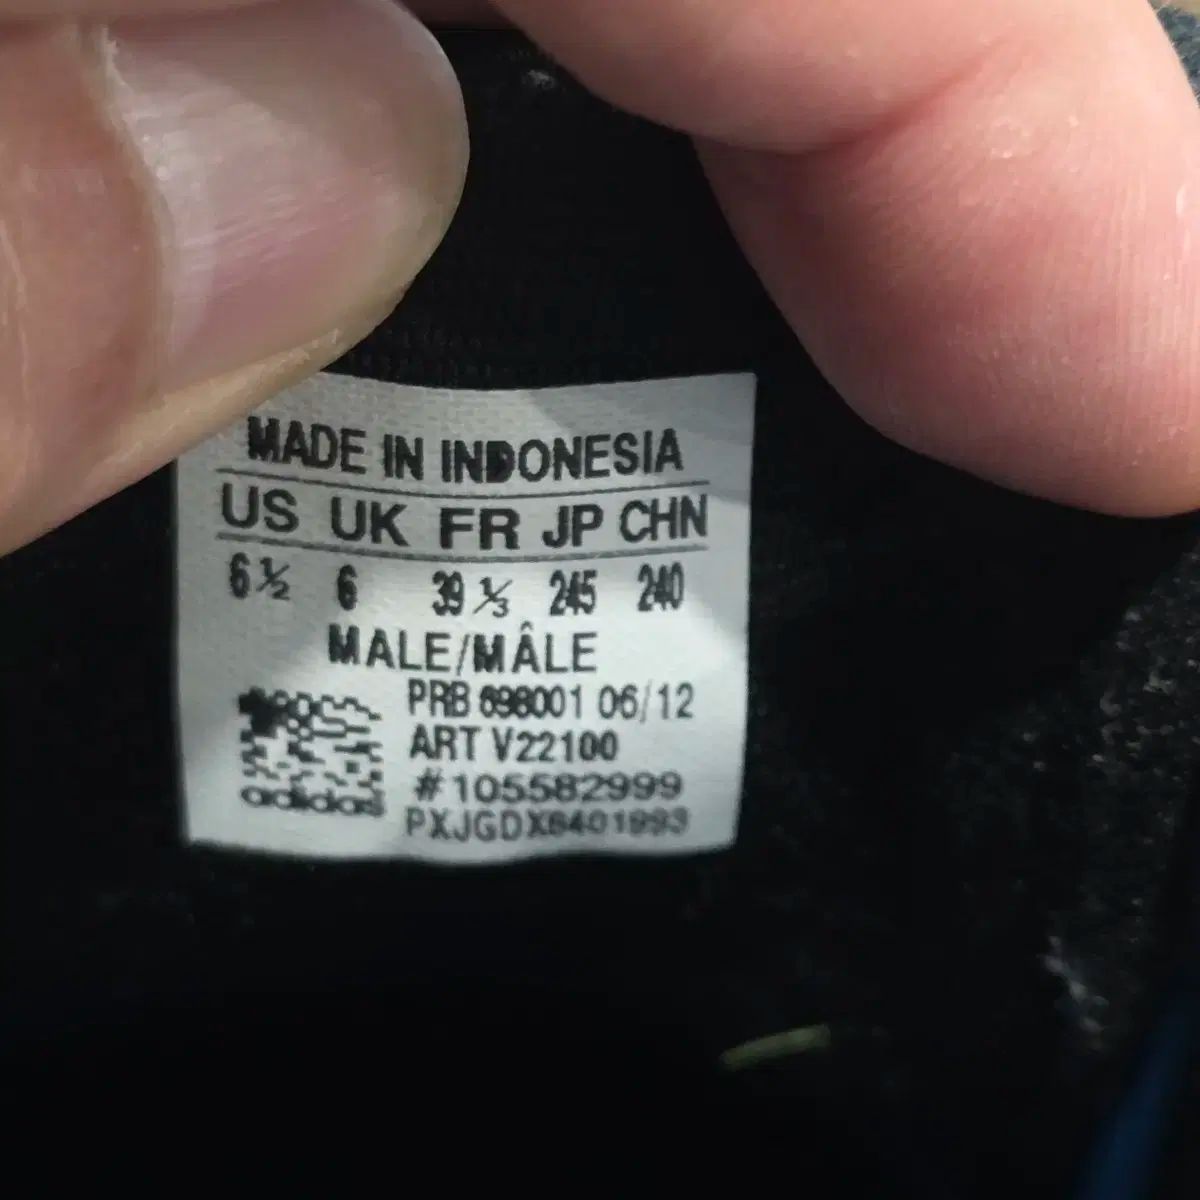 MADE IN INDONESIA
US UK FR JP CHN
6½ 6 39⅓ 245 240
MALE/MÂLE
PRB 698001 06/12
ART V22100
#105582999
PXJGDX6401993
adidas